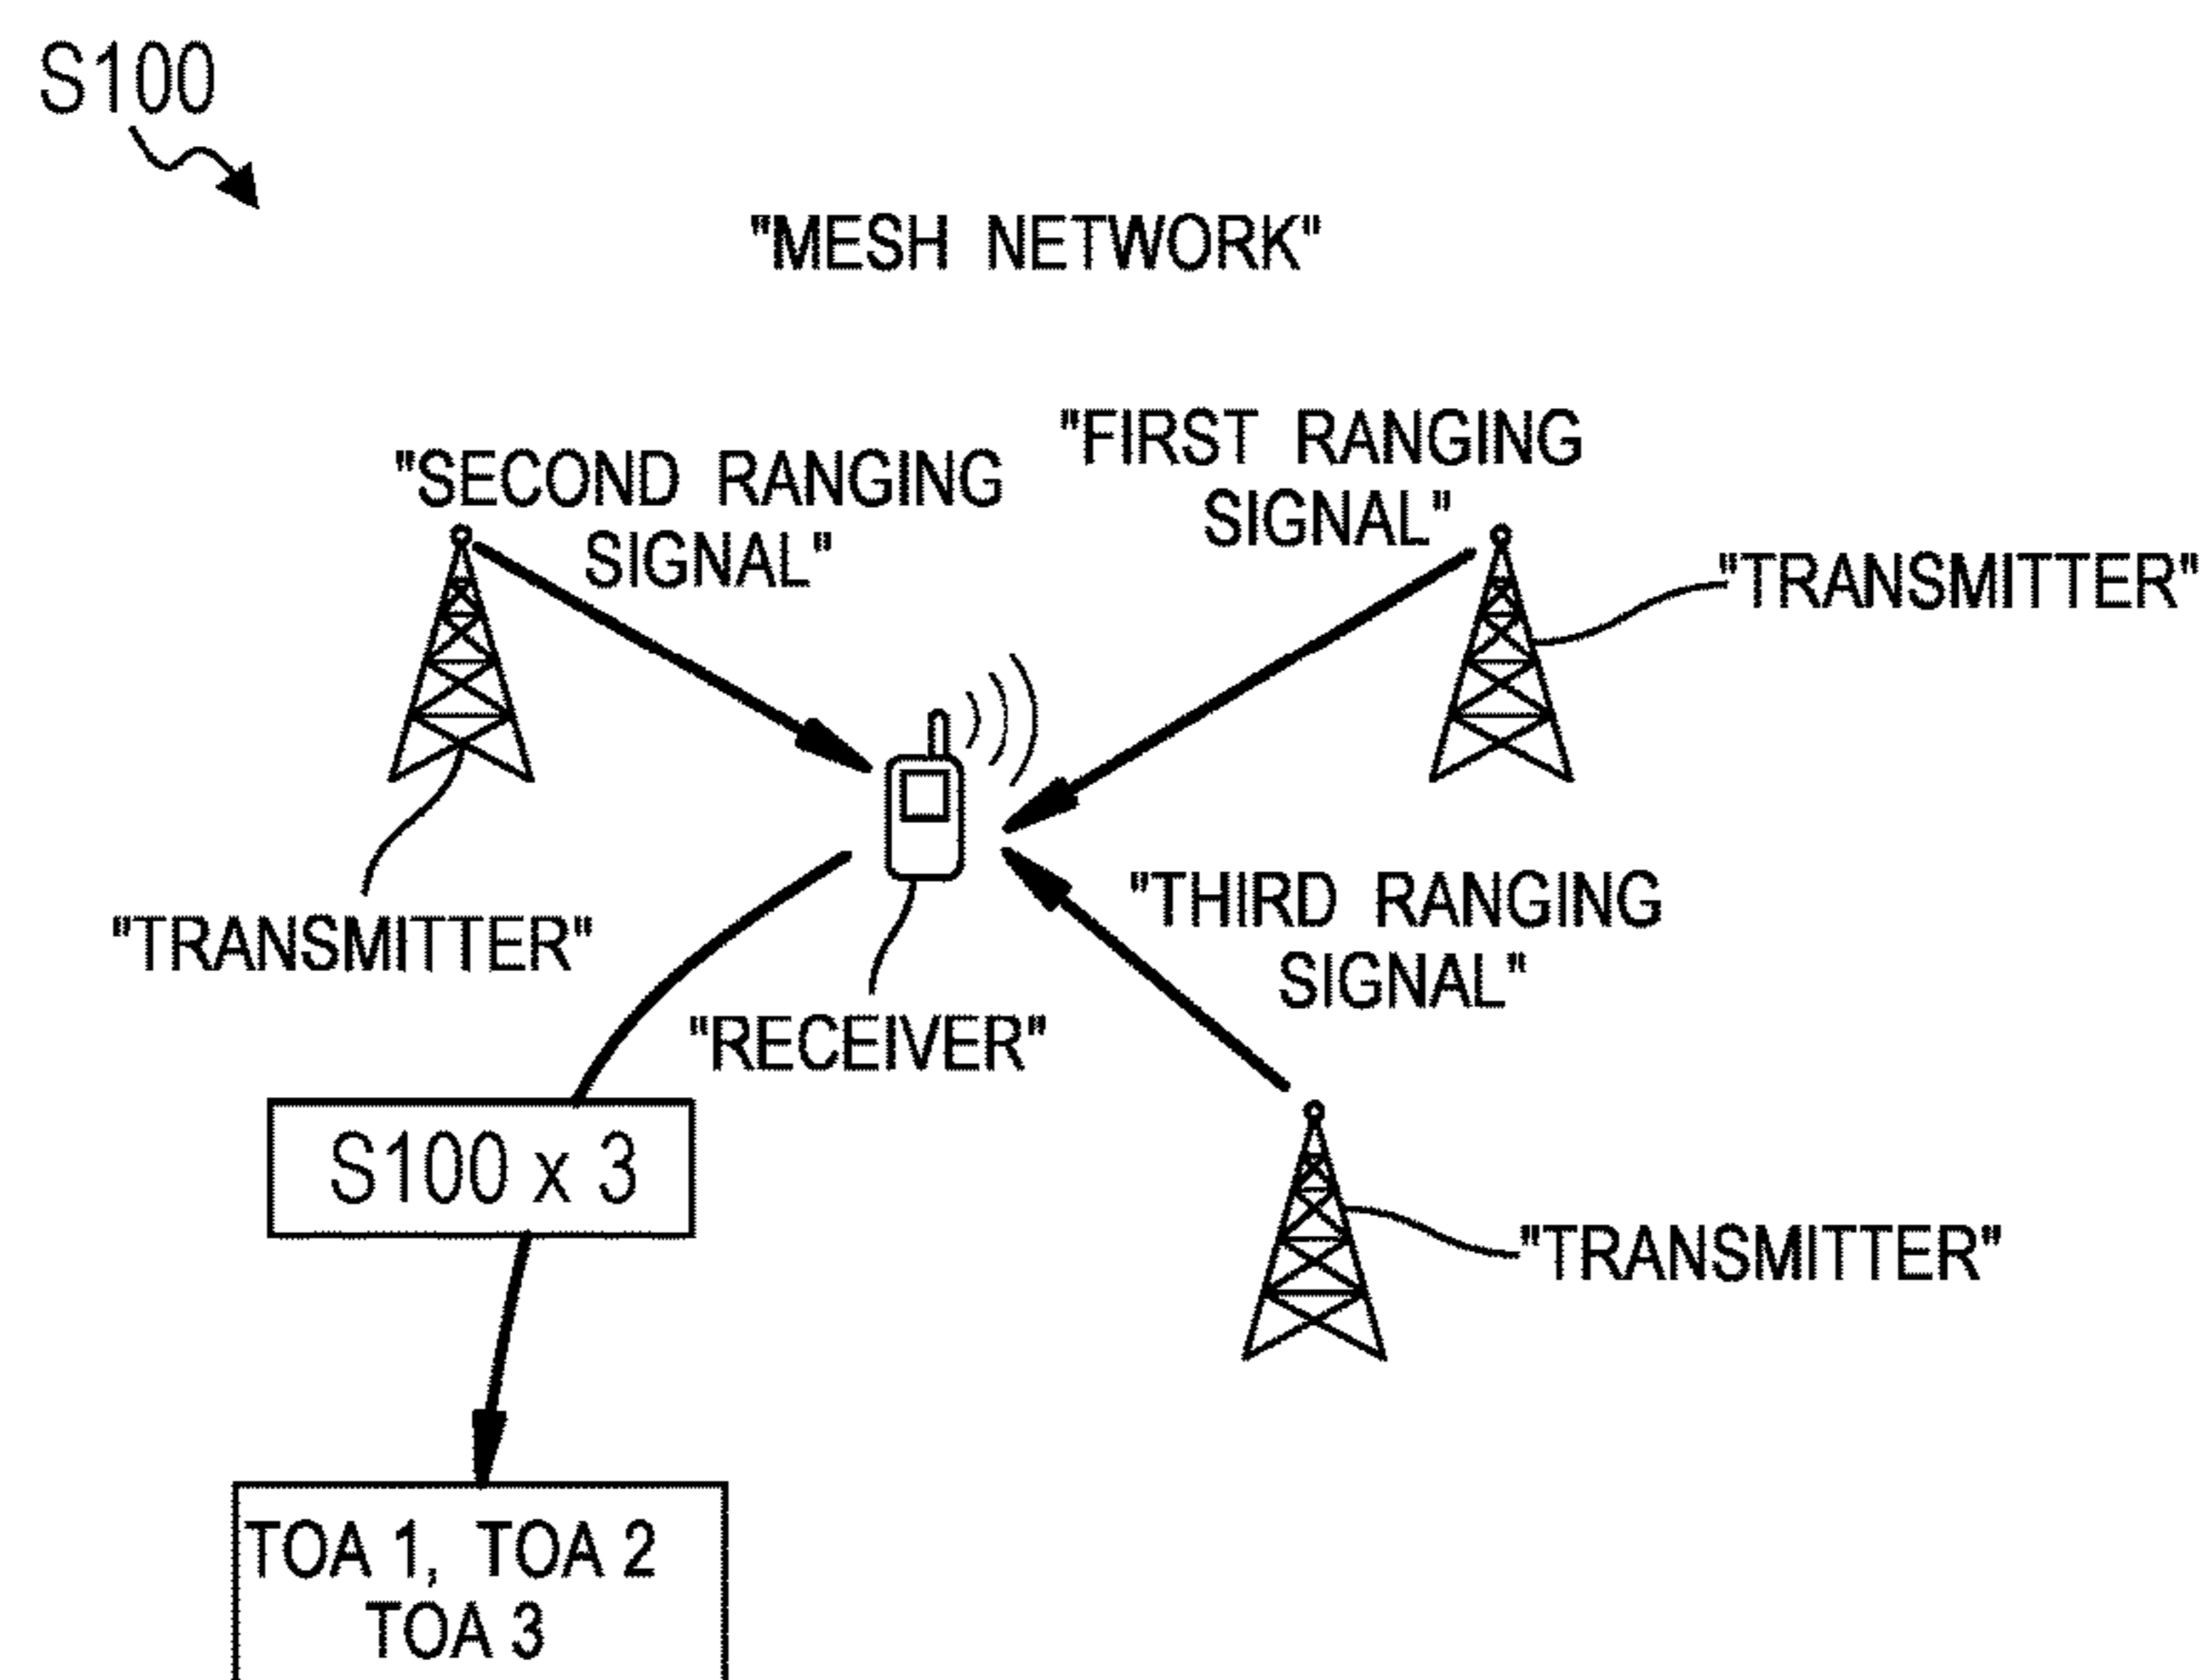 S100
"MESH NETWORK"
"FIRST RANGING
SIGNAL"
"SECOND RANGING
SIGNAL"
"TRANSMITTER"
"TRANSMITTER"
"THIRD RANGING
SIGNAL"
"RECEIVER"
S100 x 3
"TRANSMITTER"
TOA 1, TOA 2
TOA 3